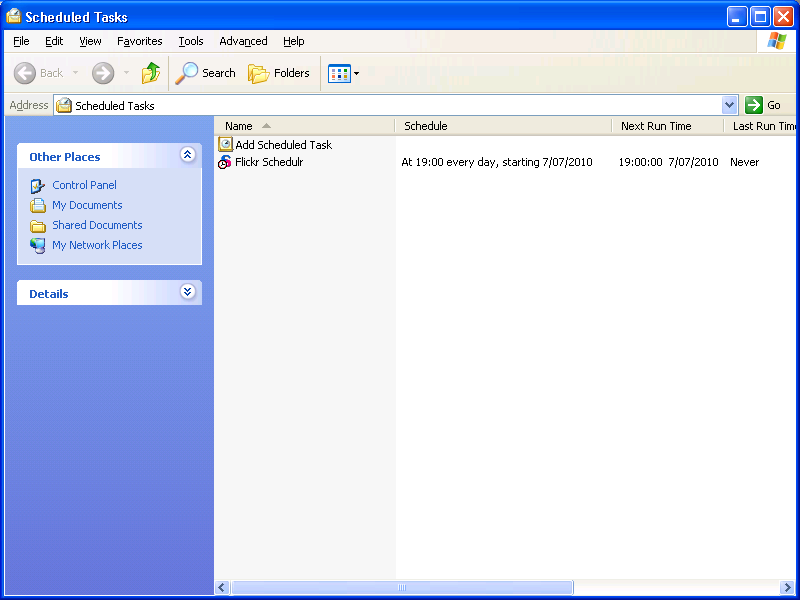 Scheduled Tasks
File Edit View Favorites Tools Advanced Help
Back Search Folders
Address Scheduled Tasks Go
Name Schedule Next Run Time Last Run Time
Other Places
Control Panel
My Documents
Shared Documents
My Network Places
Details
Add Scheduled Task
Flickr Schedulr At 19:00 every day, starting 7/07/2010 19:00:00 7/07/2010 Never